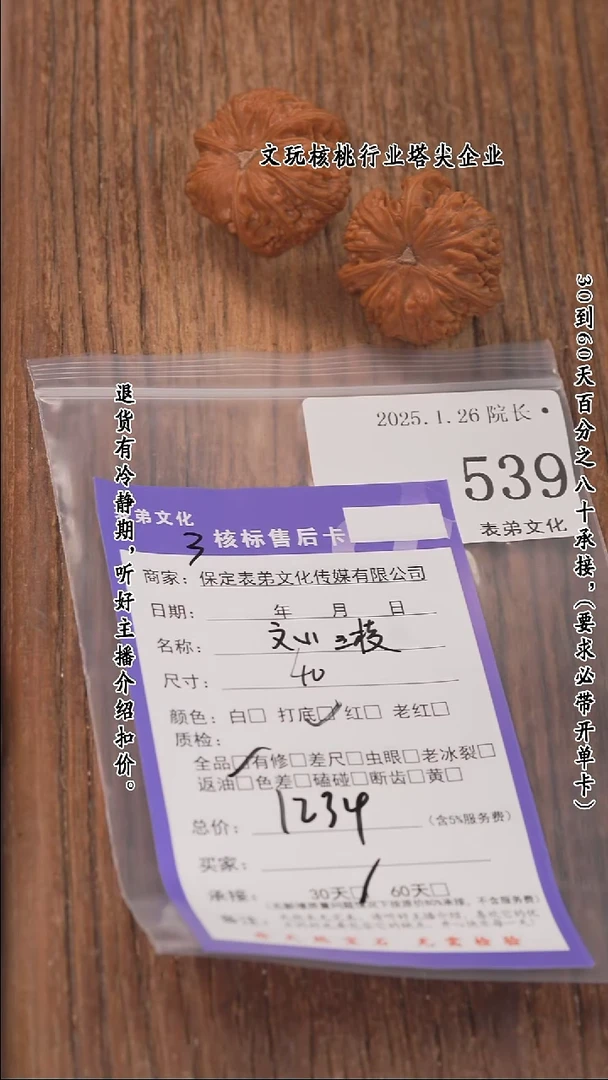 文玩核桃行业塔尖企业
30到60天百分之八十承接，（要求必带开单卡）
退货有冷静期，听好主播介绍扣价。
2025.1.26 院长·
539
表弟文化
表弟文化
3 核标售后卡
商家：保定表弟文化传媒有限公司
日期： 年 月 日
名称：文山三棱
尺寸：40
颜色：白□ 打底□ 红□ 老红□
质检：
全品□有修□差尺□虫眼□老冰裂□
返油□色差□磕碰□断齿□黄□
总价：1234（含5%服务费）
买家：
承接：30天□ 60天□